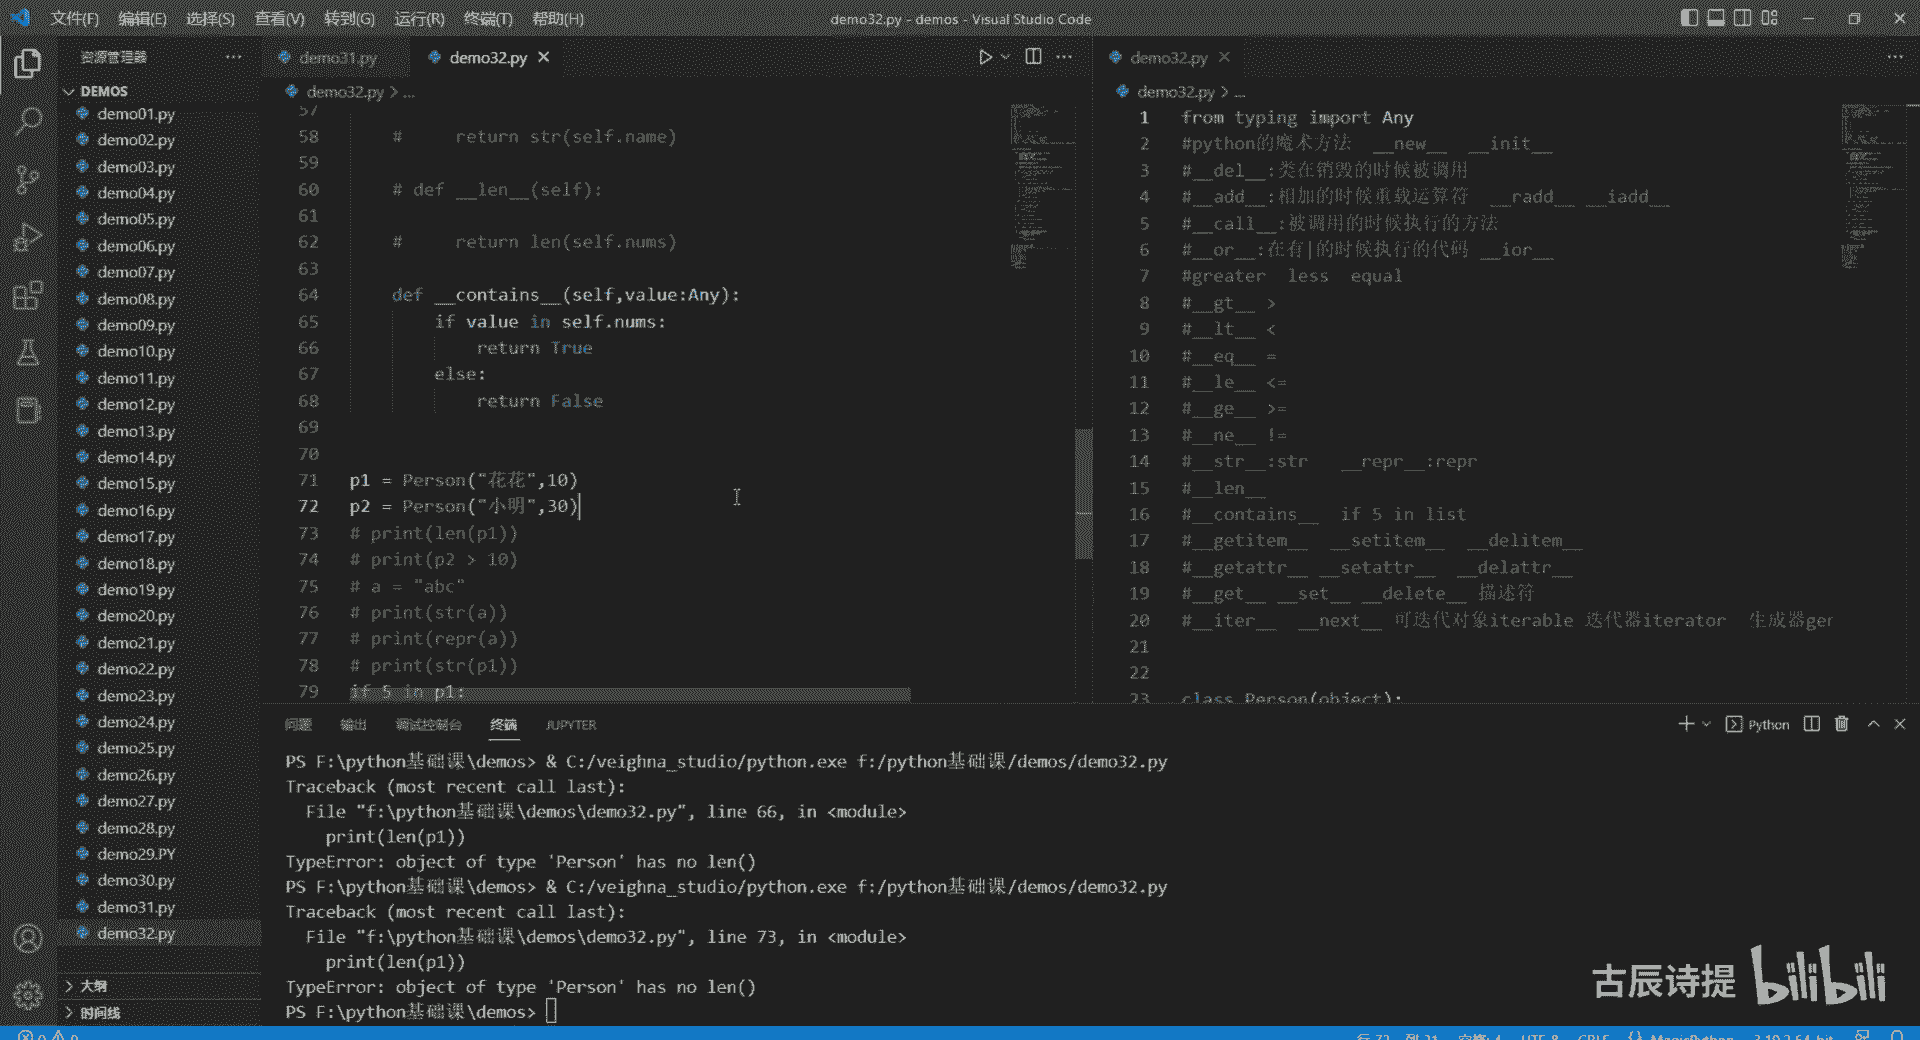 文件(F) 编辑(E) 选择(S) 查看(V) 转到(G) 运行(R) 终端(T) 帮助(H)
demo32.py - demos - Visual Studio Code
资源管理器
DEMOS
demo01.py
demo02.py
demo03.py
demo04.py
demo05.py
demo06.py
demo07.py
demo08.py
demo09.py
demo10.py
demo11.py
demo12.py
demo13.py
demo14.py
demo15.py
demo16.py
demo17.py
demo18.py
demo19.py
demo20.py
demo21.py
demo22.py
demo23.py
demo24.py
demo25.py
demo26.py
demo27.py
demo28.py
demo29.PY
demo30.py
demo31.py
demo32.py
大纲
时间线
demo31.py demo32.py
demo32.py > ...
57
58 # return str(self.name)
59
60 # def __len__(self):
61
62 # return len(self.nums)
63
64 def __contains__(self,value:Any):
65 if value in self.nums:
66 return True
67 else:
68 return False
69
70
71 p1 = Person("花花",10)
72 p2 = Person("小明",30)
73 # print(len(p1))
74 # print(p2 > 10)
75 # a = "abc"
76 # print(str(a))
77 # print(repr(a))
78 # print(str(p1))
79 if 5 in p1:
demo32.py
demo32.py > ...
1 from typing import Any
2 #python的魔术方法 __new__ __init__
3 #__del__:类在销毁的时候被调用
4 #__add__:相加的时候重载运算符 __radd__ __iadd__
5 #__call__:被调用的时候执行的方法
6 #__or__:在有|的时候执行的代码 __ior__
7 #greater less equal
8 #__gt__ >
9 #__lt__ <
10 #__eq__ =
11 #__le__ <=
12 #__ge__ >=
13 #__ne__ !=
14 #__str__:str __repr__:repr
15 #__len__
16 #__contains__ if 5 in list
17 #__getitem__ __setitem__ __delitem__
18 #__getattr__ __setattr__ __delattr__
19 #__get__ __set__ __delete__ 描述符
20 #__iter__ __next__ 可迭代对象iterable 迭代器iterator 生成器ger
21
22
23 class Person(object):
问题 输出 调试控制台 终端 JUPYTER
Python
PS F:\python基础课\demos> & C:/veighna_studio/python.exe f:/python基础课/demos/demo32.py
Traceback (most recent call last):
File "f:\python基础课\demos\demo32.py", line 66, in <module>
print(len(p1))
TypeError: object of type 'Person' has no len()
PS F:\python基础课\demos> & C:/veighna_studio/python.exe f:/python基础课/demos/demo32.py
Traceback (most recent call last):
File "f:\python基础课\demos\demo32.py", line 73, in <module>
print(len(p1))
TypeError: object of type 'Person' has no len()
PS F:\python基础课\demos>
古辰诗提 bilibili